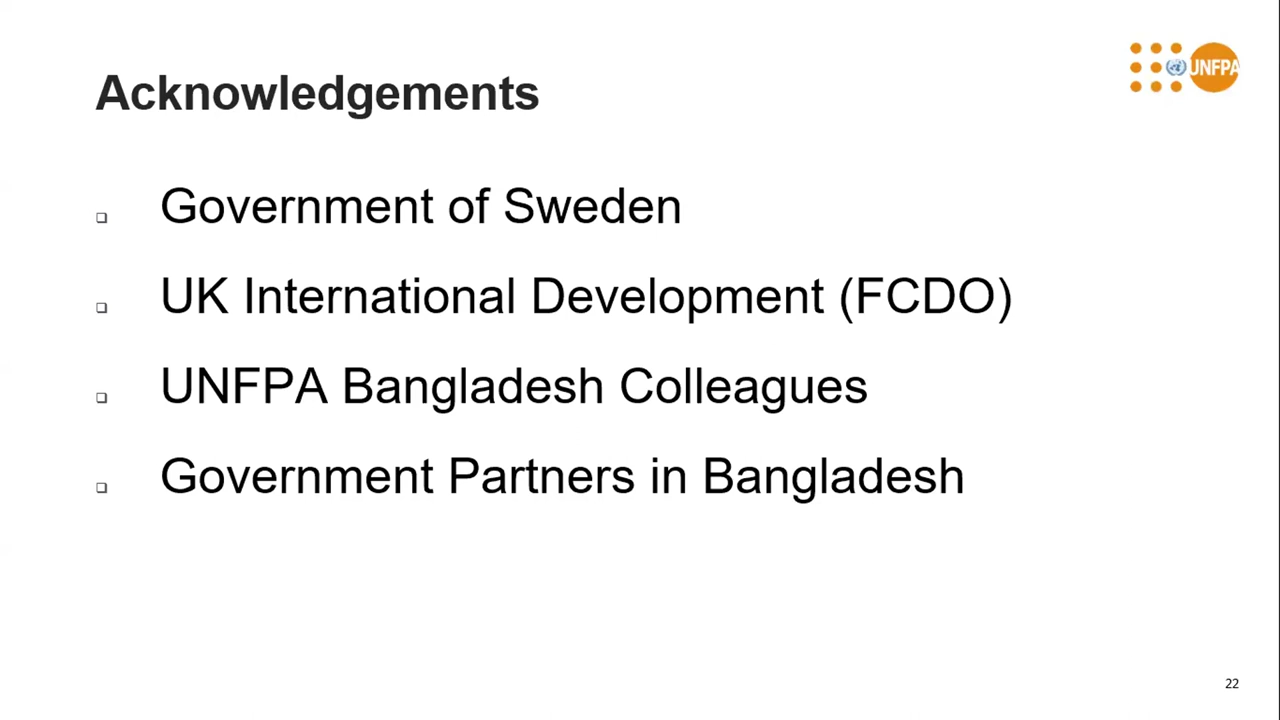 Acknowledgements
UNFPA
❑ Government of Sweden
❑ UK International Development (FCDO)
❑ UNFPA Bangladesh Colleagues
❑ Government Partners in Bangladesh
22